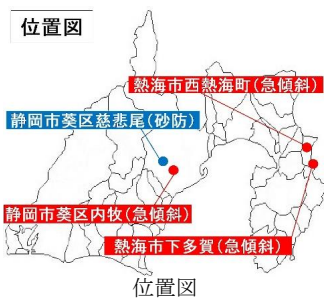 位置図
熱海市西熱海町(急傾斜)
静岡市葵区慈悲尾(砂防)
静岡市葵区内牧(急傾斜)
熱海市下多賀(急傾斜)
位置図